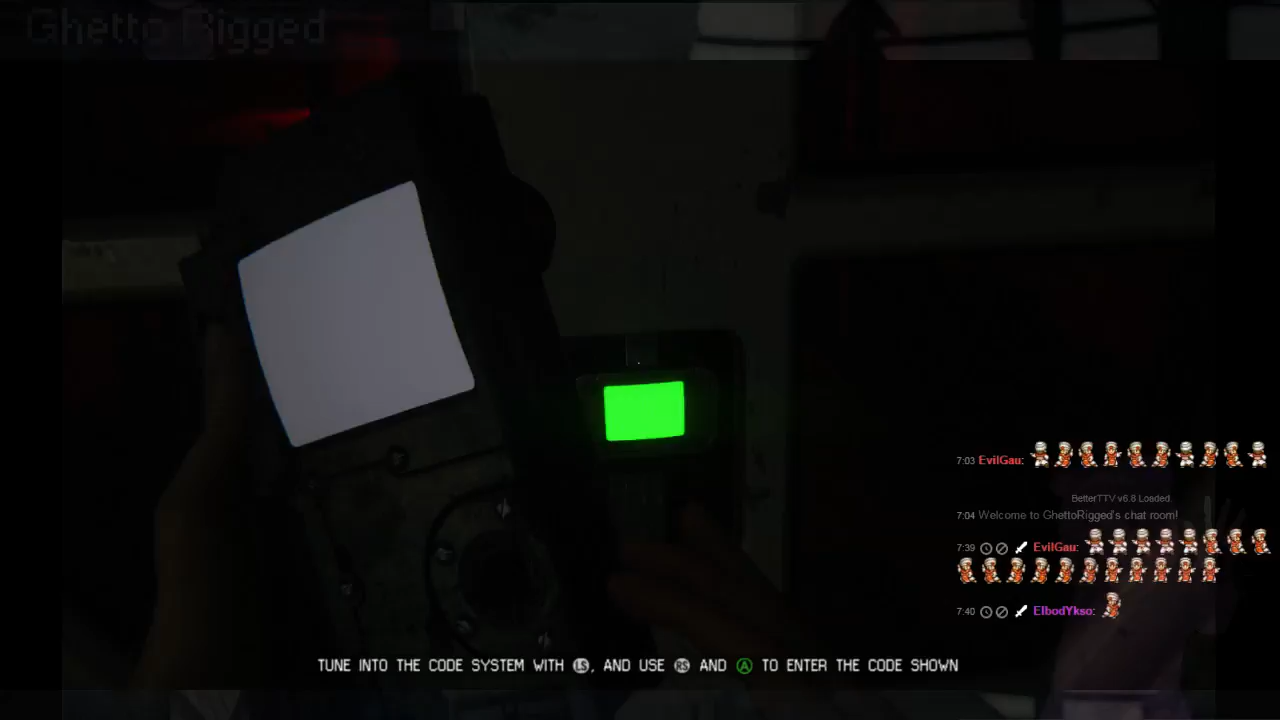 Ghetto Rigged
7:03 EvilGau:
BetterTTV v6.8 Loaded
7:04 Welcome to GhettoRigged's chat room!
7:39 EvilGau:
7:40 ElbodYkso:
TUNE INTO THE CODE SYSTEM WITH LS, AND USE RS AND A TO ENTER THE CODE SHOWN